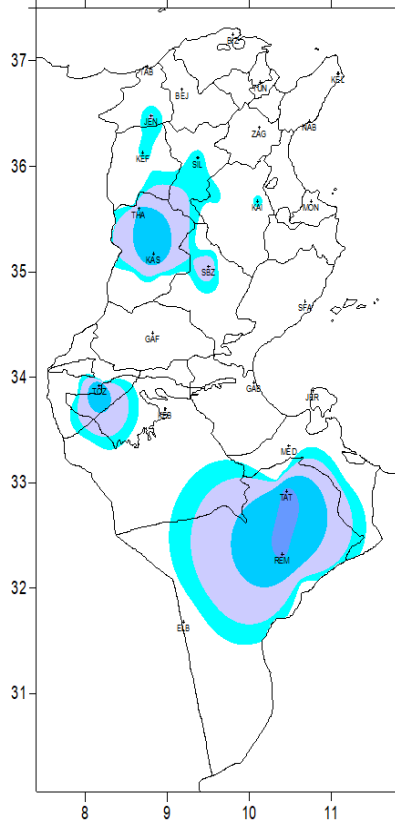 37
BIZ
TAB
KEL
BEJ
TUN
JEN
NAB
ZAG
36
KEF
SIL
KAI
MON
THA
KAS
SBZ
35
SFA
GAF
34
TOZ
GAB
JER
KEB
MED
33
TAT
REM
32
ELB
31
8 9 10 11